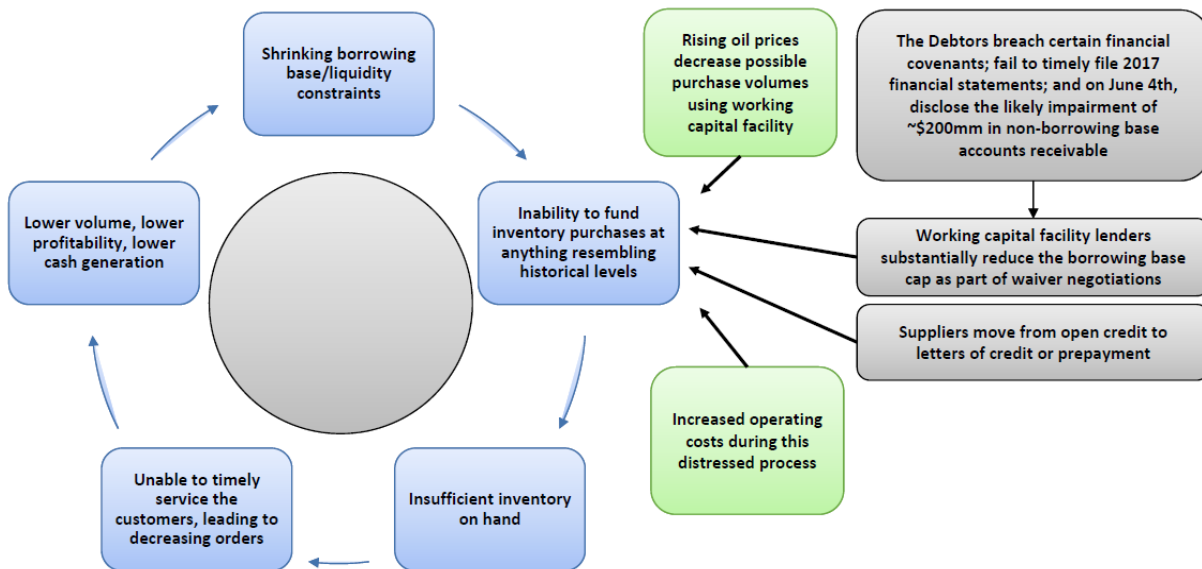 Shrinking borrowing
base/liquidity
constraints
Rising oil prices
decrease possible
purchase volumes
using working
capital facility
The Debtors breach certain financial
covenants; fail to timely file 2017
financial statements; and on June 4th,
disclose the likely impairment of
~$200mm in non-borrowing base
accounts receivable
Lower volume, lower
profitability, lower
cash generation
Inability to fund
inventory purchases at
anything resembling
historical levels
Working capital facility lenders
substantially reduce the borrowing base
cap as part of waiver negotiations
Suppliers move from open credit to
letters of credit or prepayment
Increased operating
costs during this
distressed process
Unable to timely
service the
customers, leading to
decreasing orders
Insufficient inventory
on hand